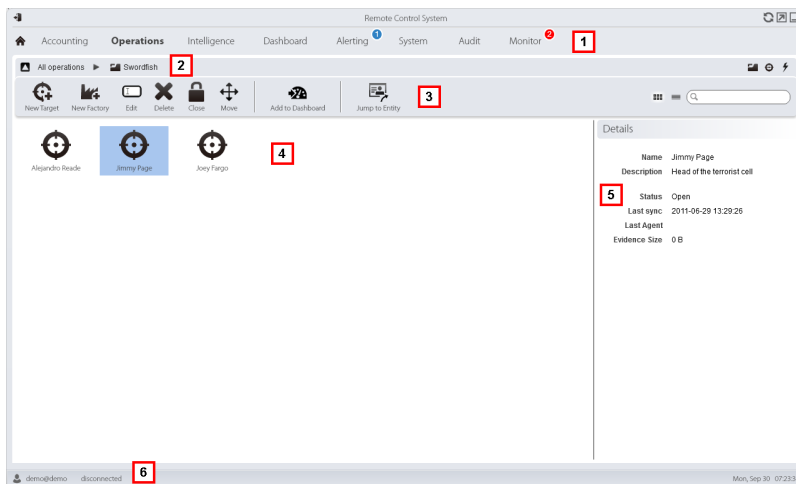 Remote Control System
Accounting Operations Intelligence Dashboard Alerting 1 System Audit Monitor 2 1
All operations Swordfish 2
New Target New Factory Edit Delete Close Move Add to Dashboard Jump to Entity 3
Alejandro Reade Jimmy Page Joey Fargo 4
Details
Name Jimmy Page
Description Head of the terrorist cell
5 Status Open
Last sync 2011-06-29 13:29:26
Last Agent
Evidence Size 0 B
6
demo@demo disconnected Mon, Sep 30 07:23:3